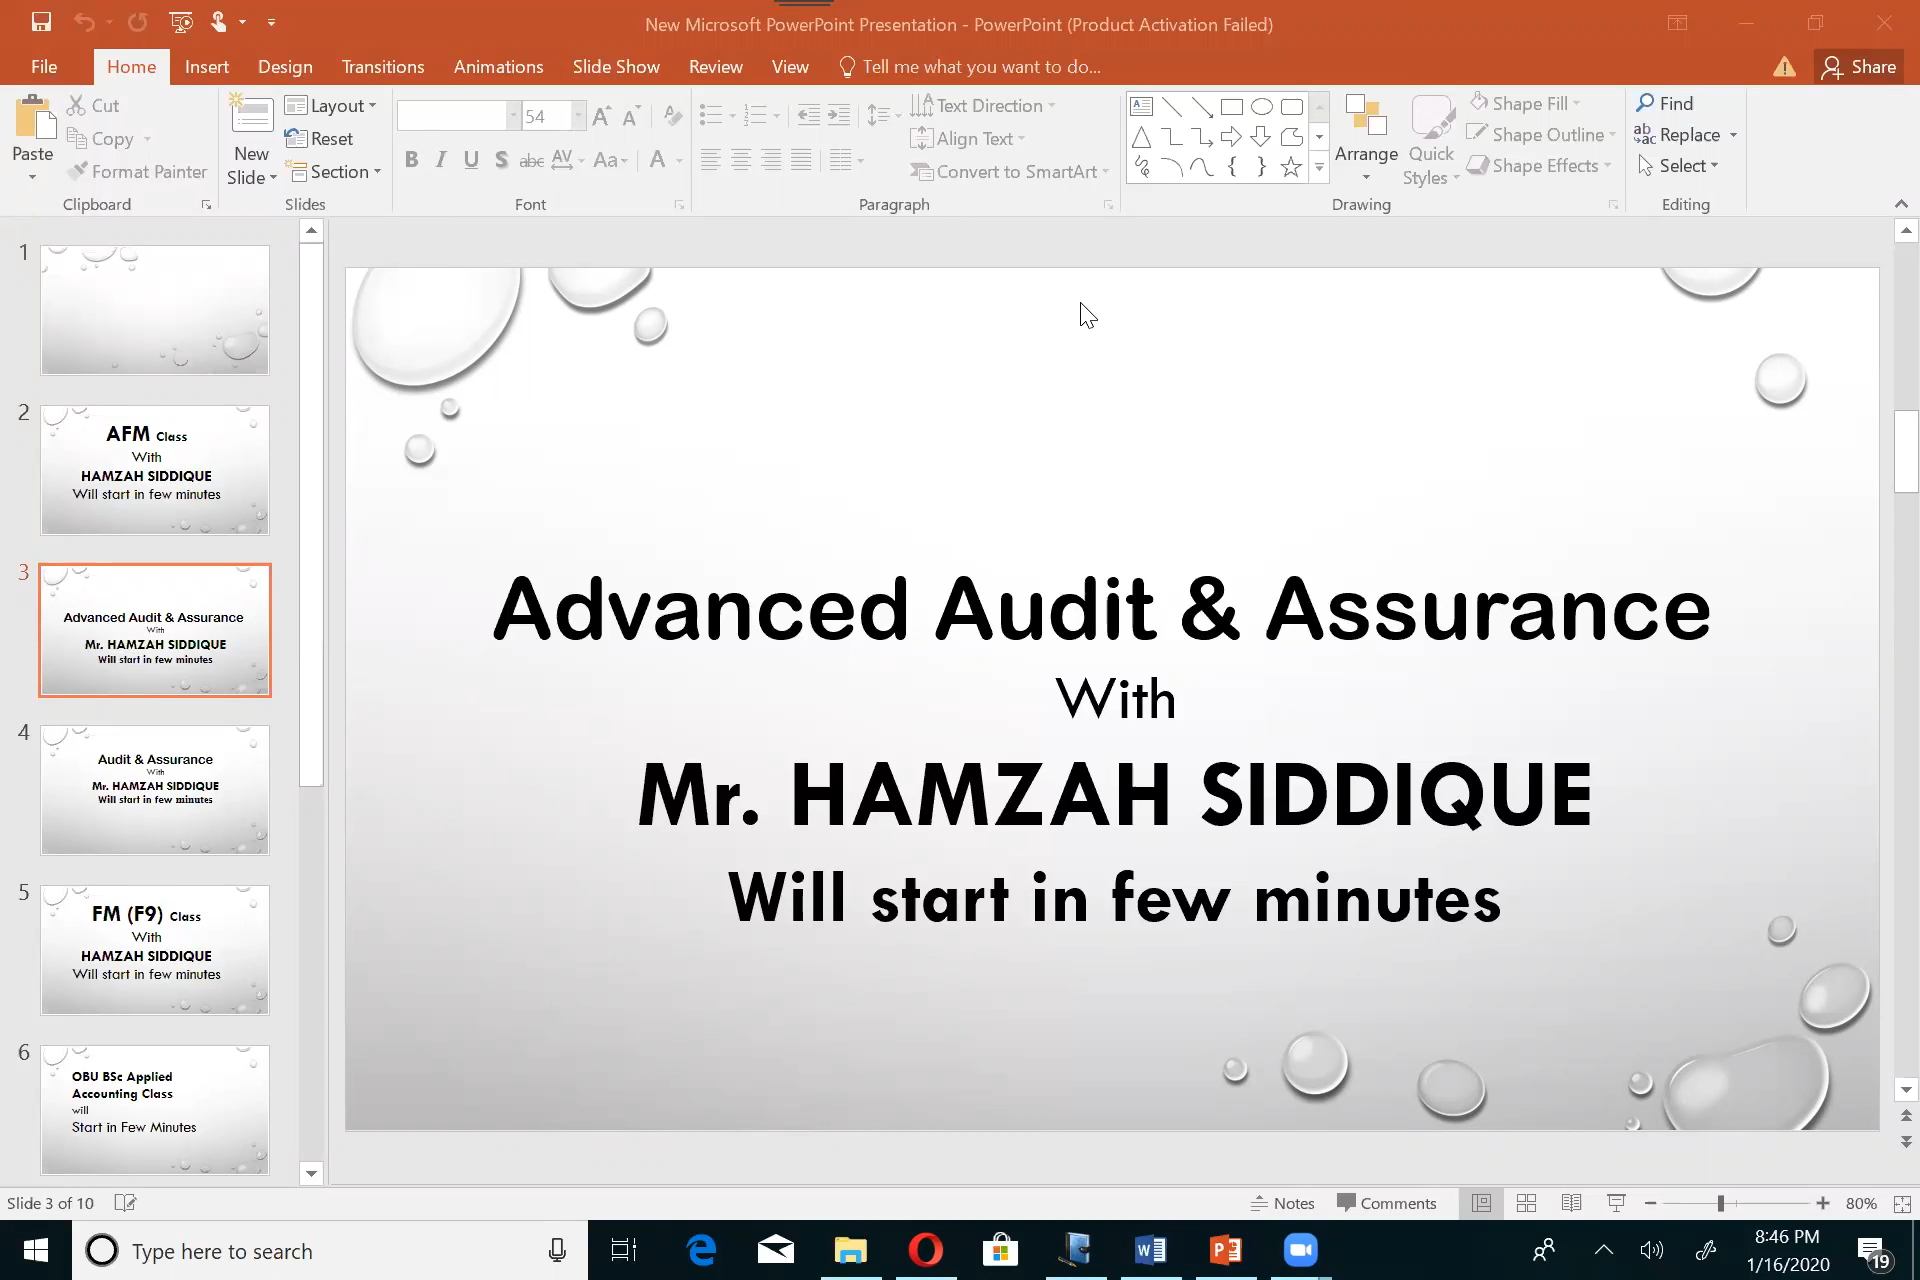 New Microsoft PowerPoint Presentation - PowerPoint (Product Activation Failed)
File Home Insert Design Transitions Animations Slide Show Review View Tell me what you want to do... Share
Paste
Cut
Copy
Format Painter
Clipboard
New
Slide
Layout
Reset
Section
Slides
54
B I U S abc AV Aa A
Font
Text Direction
Align Text
Convert to SmartArt
Paragraph
Arrange
Quick
Styles
Shape Fill
Shape Outline
Shape Effects
Drawing
Find
Replace
Select
Editing
1
2
AFM Class
With
HAMZAH SIDDIQUE
Will start in few minutes
3
Advanced Audit & Assurance
With
Mr. HAMZAH SIDDIQUE
Will start in few minutes
4
Audit & Assurance
With
Mr. HAMZAH SIDDIQUE
Will start in few minutes
5
FM (F9) Class
With
HAMZAH SIDDIQUE
Will start in few minutes
6
OBU BSc Applied
Accounting Class
will
Start in Few Minutes
Advanced Audit & Assurance
With
Mr. HAMZAH SIDDIQUE
Will start in few minutes
Slide 3 of 10 Notes Comments 80%
Type here to search
8:46 PM
1/16/2020
19